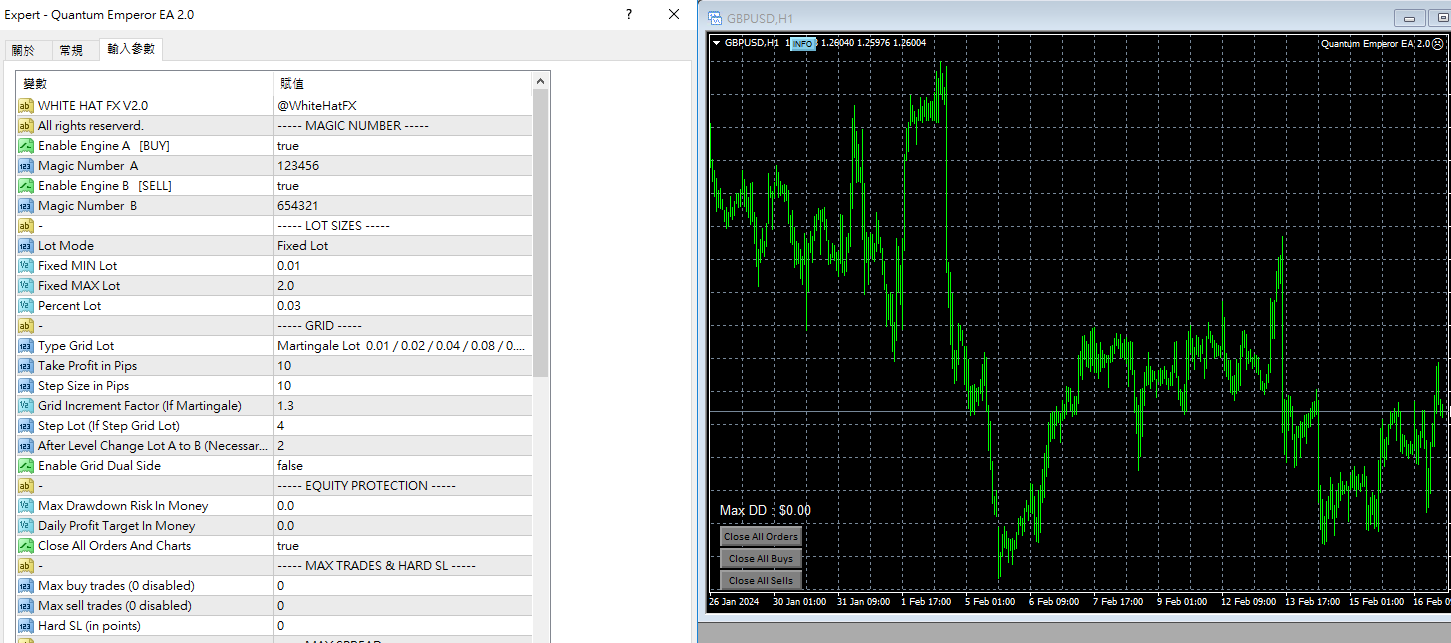 Expert - Quantum Emperor EA 2.0
?
關於 常規 輸入參數
變數 賦值
WHITE HAT FX V2.0 @WhiteHatFX
All rights reserverd. ----- MAGIC NUMBER -----
Enable Engine A [BUY] true
Magic Number A 123456
Enable Engine B [SELL] true
Magic Number B 654321
- ----- LOT SIZES -----
Lot Mode Fixed Lot
Fixed MIN Lot 0.01
Fixed MAX Lot 2.0
Percent Lot 0.03
- ----- GRID -----
Type Grid Lot Martingale Lot 0.01 / 0.02 / 0.04 / 0.08 / 0....
Take Profit in Pips 10
Step Size in Pips 10
Grid Increment Factor (If Martingale) 1.3
Step Lot (If Step Grid Lot) 4
After Level Change Lot A to B (Necessar... 2
Enable Grid Dual Side false
- ----- EQUITY PROTECTION -----
Max Drawdown Risk In Money 0.0
Daily Profit Target In Money 0.0
Close All Orders And Charts true
- ----- MAX TRADES & HARD SL -----
Max buy trades (0 disabled) 0
Max sell trades (0 disabled) 0
Hard SL (in points) 0
----- MAX SPREAD
GBPUSD,H1
GBPUSD,H1 INFO 1.26040 1.25976 1.26004
Quantum Emperor EA 2.0
Max DD : $0.00
Close All Orders
Close All Buys
Close All Sells
26 Jan 2024 30 Jan 01:00 31 Jan 09:00 1 Feb 17:00 5 Feb 01:00 6 Feb 09:00 7 Feb 17:00 9 Feb 01:00 12 Feb 09:00 13 Feb 17:00 15 Feb 01:00 16 Feb